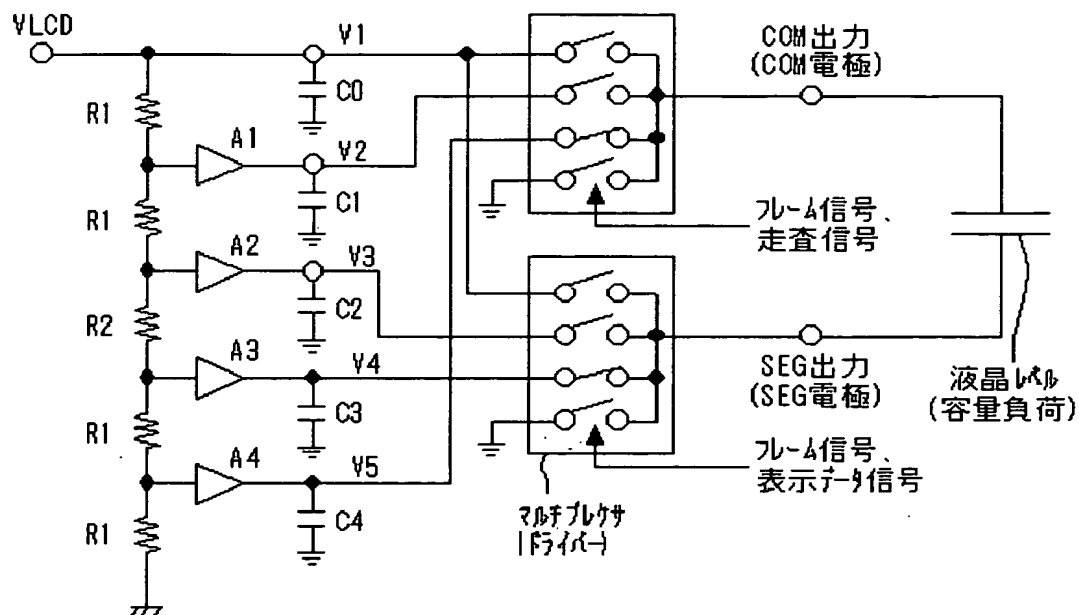 VLCD
V1
COM出力
(COM電極)
C0
R1
A1
V2
C1
R1
フレーム信号、
走査信号
A2
V3
C2
R2
A3
V4
SEG出力
(SEG電極)
液晶レベル
(容量負荷)
C3
R1
A4
V5
フレーム信号、
表示データ信号
C4
マルチプレクサ
(ドライバー)
R1